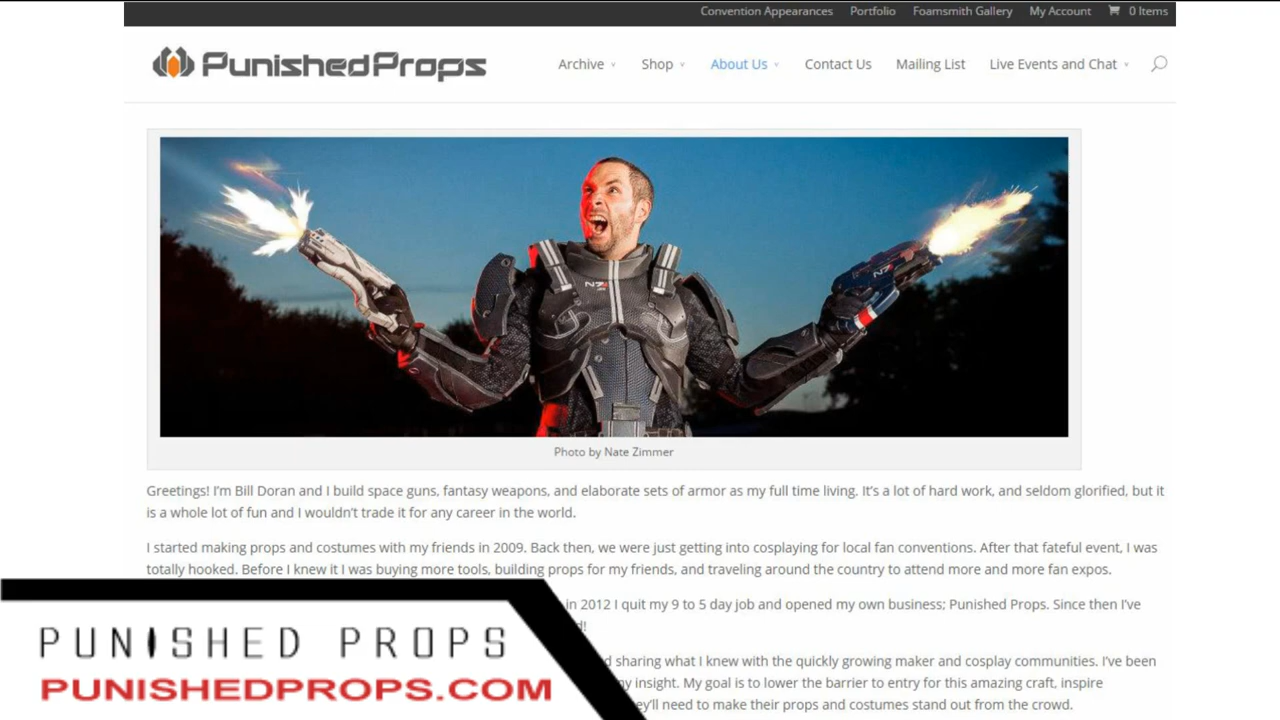 Convention Appearances Portfolio Foamsmith Gallery My Account 0 Items
PunishedProps
Archive Shop About Us Contact Us Mailing List Live Events and Chat
N7
N7
Photo by Nate Zimmer
Greetings! I'm Bill Doran and I build space guns, fantasy weapons, and elaborate sets of armor as my full time living. It's a lot of hard work, and seldom glorified, but it
is a whole lot of fun and I wouldn't trade it for any career in the world.
I started making props and costumes with my friends in 2009. Back then, we were just getting into cosplaying for local fan conventions. After that fateful event, I was
totally hooked. Before I knew it I was buying more tools, building props for my friends, and traveling around the country to attend more and more fan expos.
in 2012 I quit my 9 to 5 day job and opened my own business; Punished Props. Since then I've
sharing what I knew with the quickly growing maker and cosplay communities. I've been
my insight. My goal is to lower the barrier to entry for this amazing craft, inspire
they'll need to make their props and costumes stand out from the crowd.
PUNISHED PROPS
PUNISHEDPROPS.COM